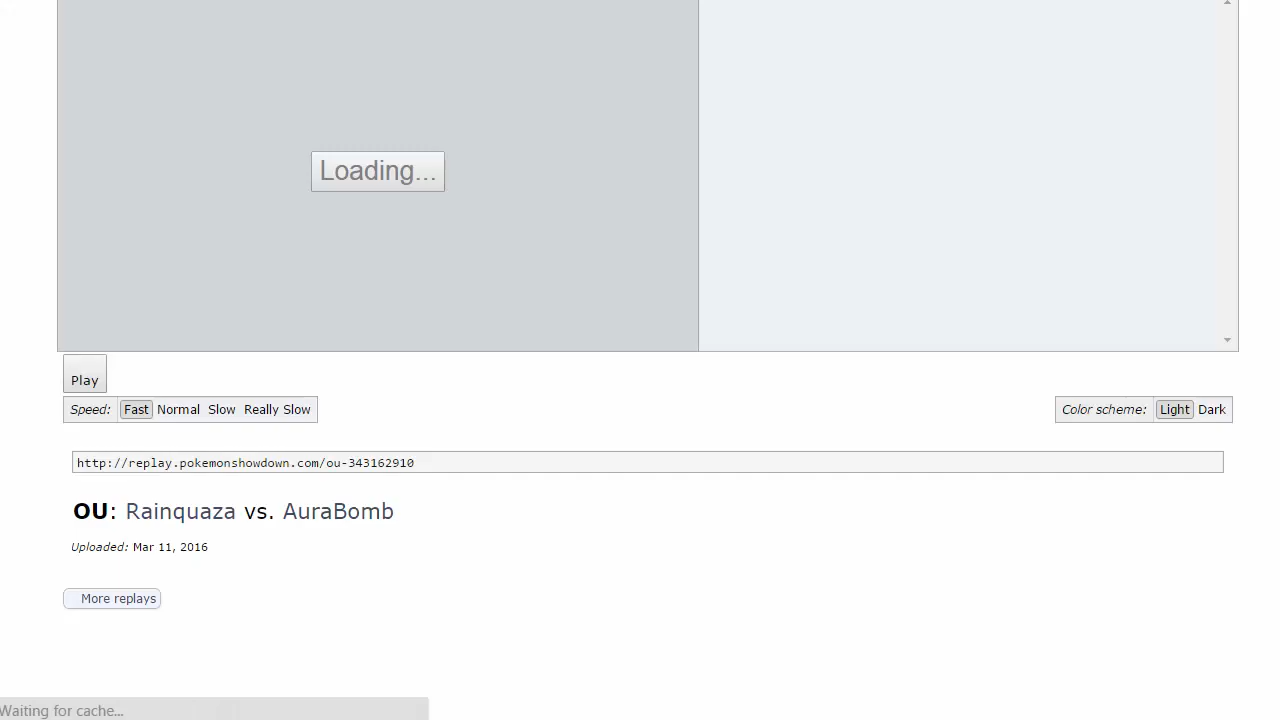 Loading...
Play
Speed: Fast Normal Slow Really Slow
Color scheme: Light Dark
http://replay.pokemonshowdown.com/ou-343162910
OU: Rainquaza vs. AuraBomb
Uploaded: Mar 11, 2016
More replays
Waiting for cache...